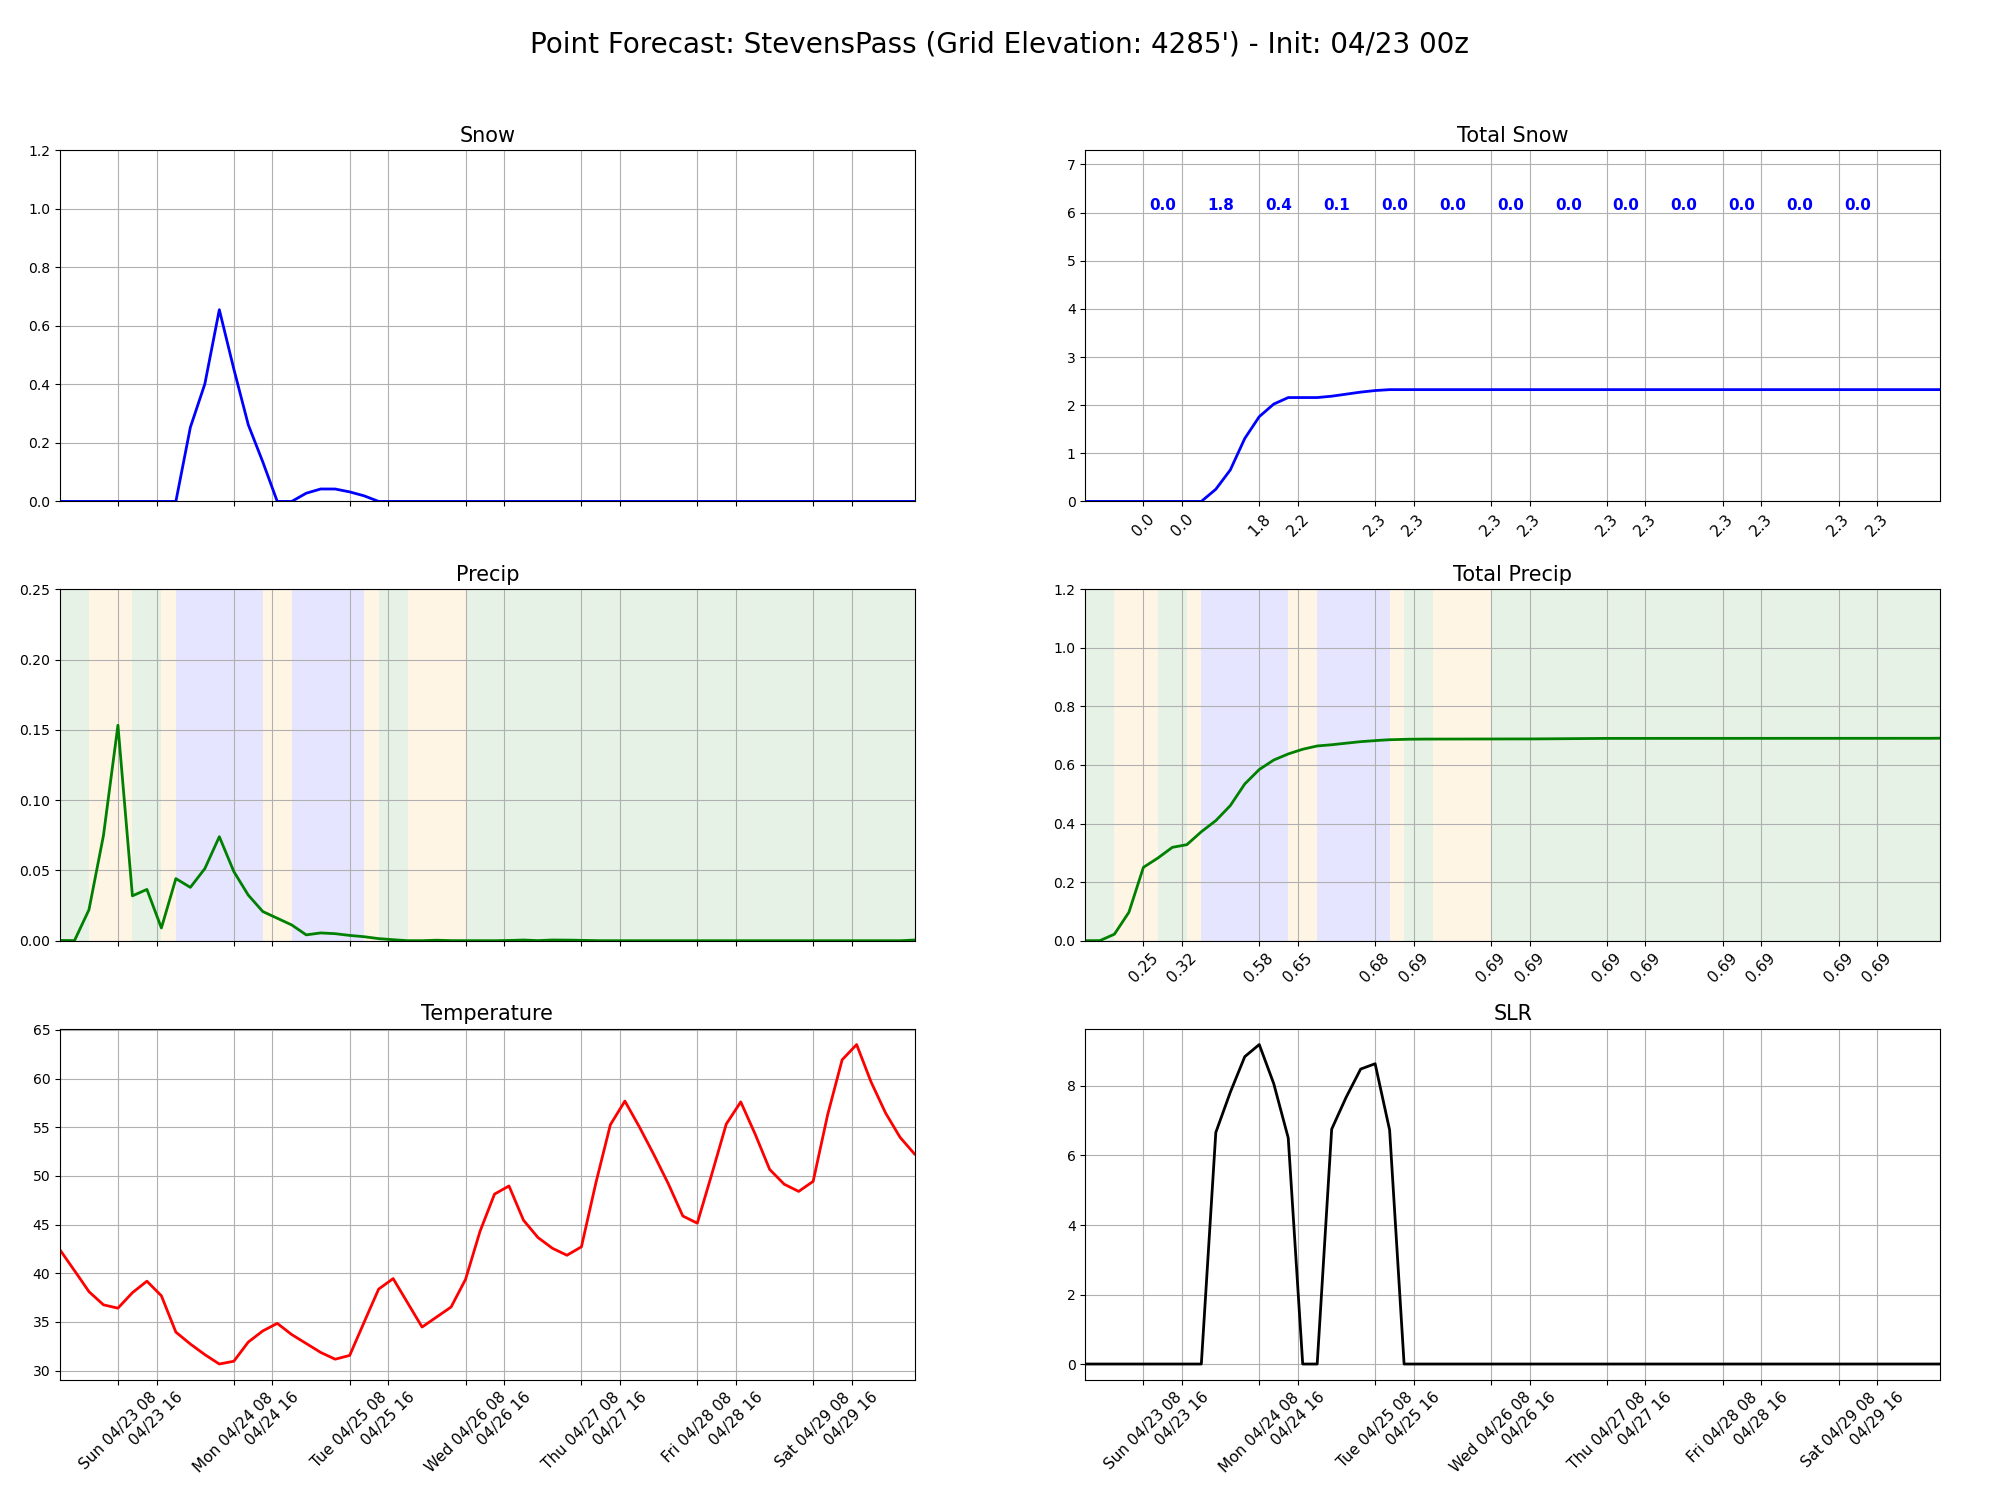 Point Forecast: StevensPass (Grid Elevation: 4285') - Init: 04/23 00z
Snow
1.2
1.0
0.8
0.6
0.4
0.2
0.0
Total Snow
7
6
5
4
3
2
1
0
0.0 1.8 0.4 0.1 0.0 0.0 0.0 0.0 0.0 0.0 0.0 0.0 0.0
0.0 0.0 1.8 2.2 2.3 2.3 2.3 2.3 2.3 2.3 2.3 2.3 2.3 2.3
Precip
0.25
0.20
0.15
0.10
0.05
0.00
Total Precip
1.2
1.0
0.8
0.6
0.4
0.2
0.0
0.25 0.32 0.58 0.65 0.68 0.69 0.69 0.69 0.69 0.69 0.69 0.69 0.69 0.69
Temperature
65
60
55
50
45
40
35
30
Sun 04/23 08
04/23 16
Mon 04/24 08
04/24 16
Tue 04/25 08
04/25 16
Wed 04/26 08
04/26 16
Thu 04/27 08
04/27 16
Fri 04/28 08
04/28 16
Sat 04/29 08
04/29 16
SLR
8
6
4
2
0
Sun 04/23 08
04/23 16
Mon 04/24 08
04/24 16
Tue 04/25 08
04/25 16
Wed 04/26 08
04/26 16
Thu 04/27 08
04/27 16
Fri 04/28 08
04/28 16
Sat 04/29 08
04/29 16